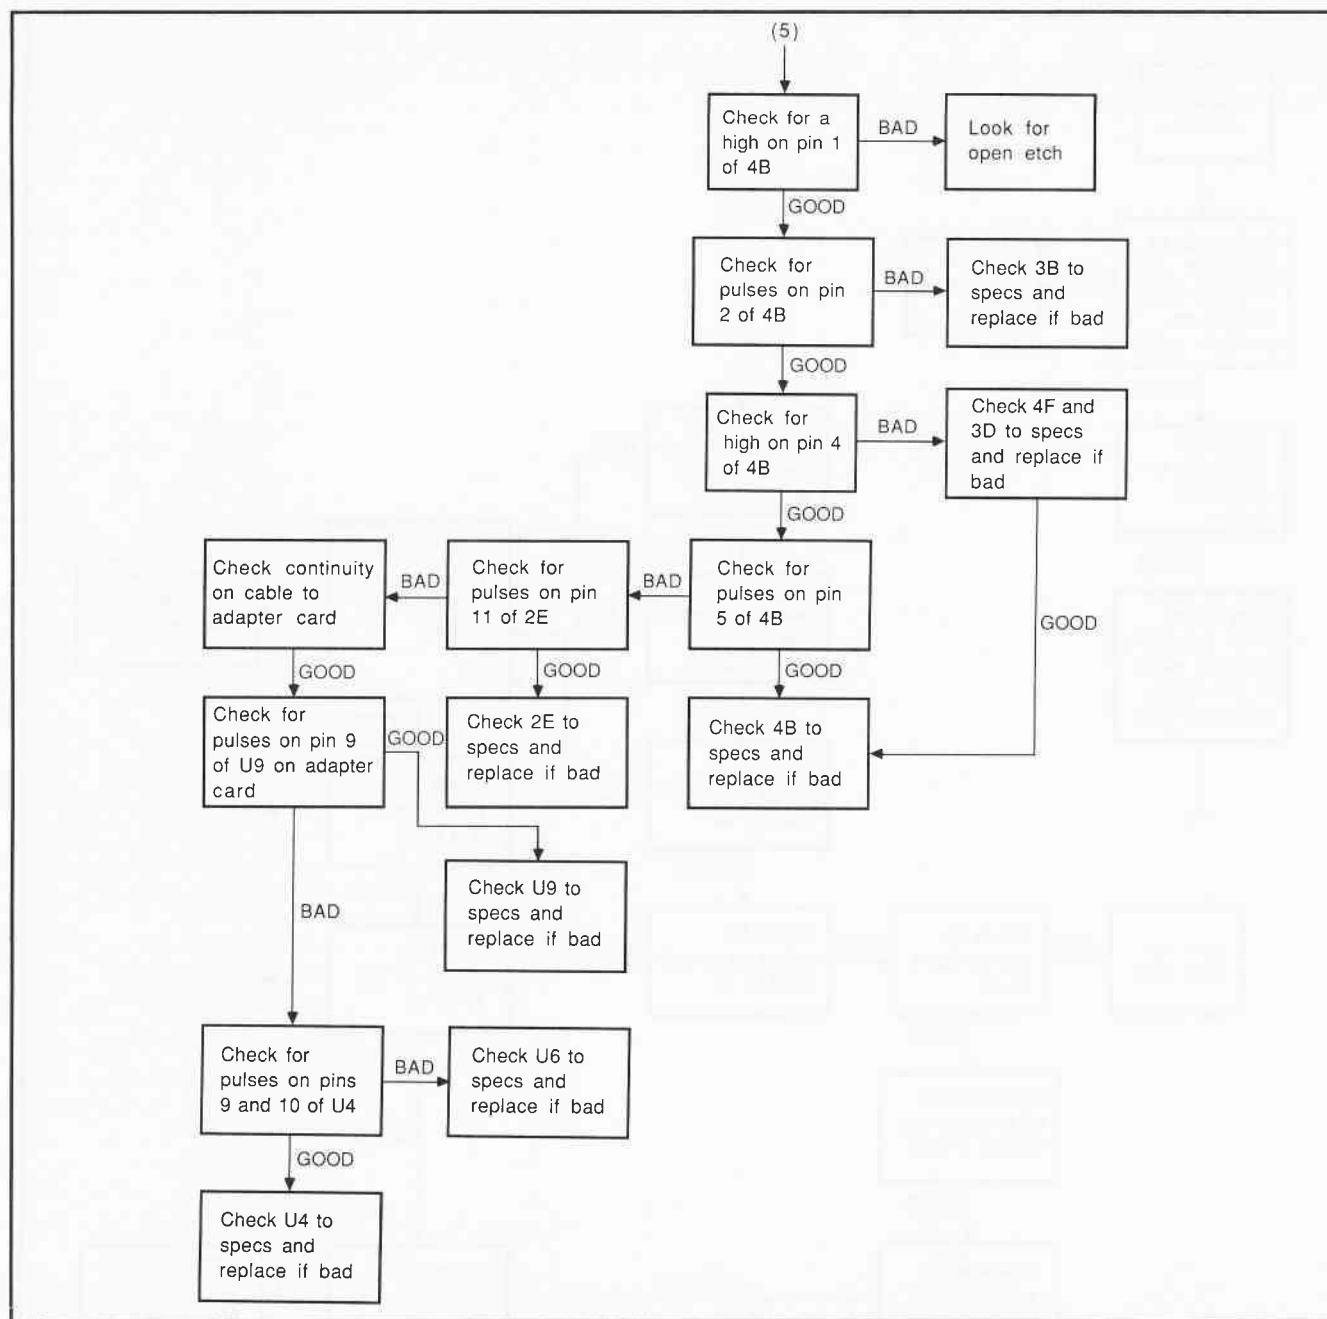 (5)
Check for a
high on pin 1
of 4B
BAD
Look for
open etch
GOOD
Check for
pulses on pin
2 of 4B
BAD
Check 3B to
specs and
replace if bad
GOOD
Check for
high on pin 4
of 4B
BAD
Check 4F and
3D to specs
and replace if
bad
GOOD
GOOD
Check for
pulses on pin
5 of 4B
BAD
Check for
pulses on pin
11 of 2E
BAD
Check continuity
on cable to
adapter card
GOOD
GOOD
GOOD
Check for
pulses on pin 9
of U9 on adapter
card
GOOD
Check 2E to
specs and
replace if bad
Check 4B to
specs and
replace if bad
Check U9 to
specs and
replace if bad
BAD
Check for
pulses on pins
9 and 10 of U4
BAD
Check U6 to
specs and
replace if bad
GOOD
Check U4 to
specs and
replace if bad